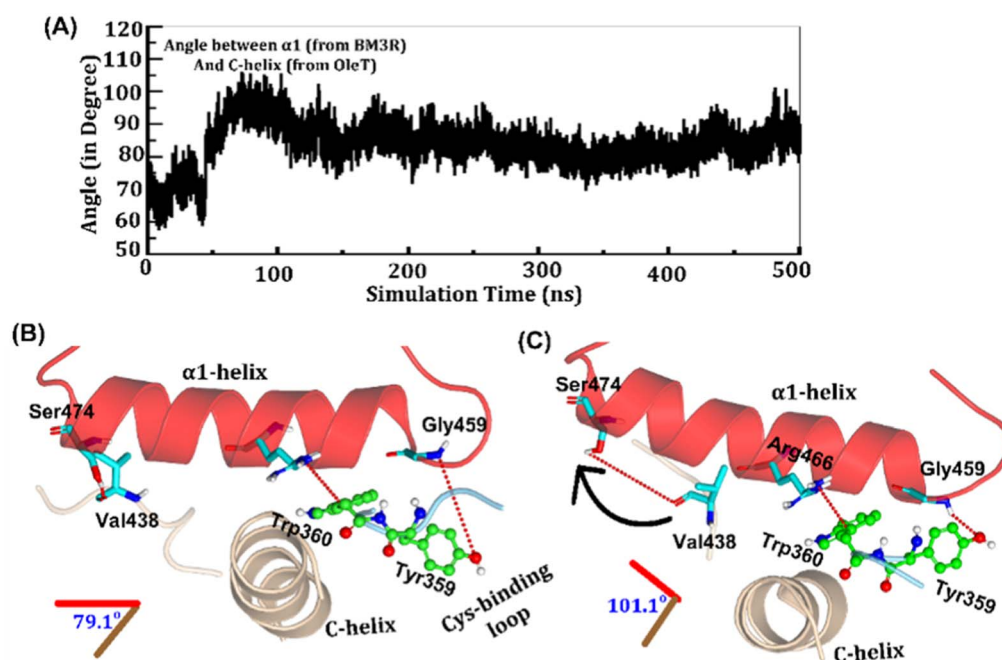 (A)
Angle between α1 (from BM3R)
And C-helix (from OleT)
Angle (in Degree)
120
110
100
90
80
70
60
50
0
100
200
300
400
500
Simulation Time (ns)
(B)
α1-helix
Ser474
Gly459
Val438
Trp360
Tyr359
C-helix
Cys-binding
loop
79.1°
(C)
Ser474
α1-helix
Arg466
Gly459
Val438
Trp360
Tyr359
C-helix
101.1°